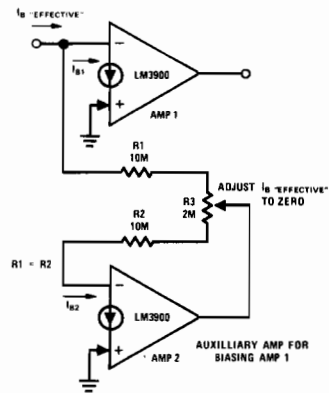 IB "EFFECTIVE"
−
IB1
LM3900
+
AMP 1
R1
10M
ADJUST IB "EFFECTIVE"
TO ZERO
R3
2M
R2
10M
R1 = R2
−
IB2
LM3900
+
AMP 2
AUXILLIARY AMP FOR
BIASING AMP 1